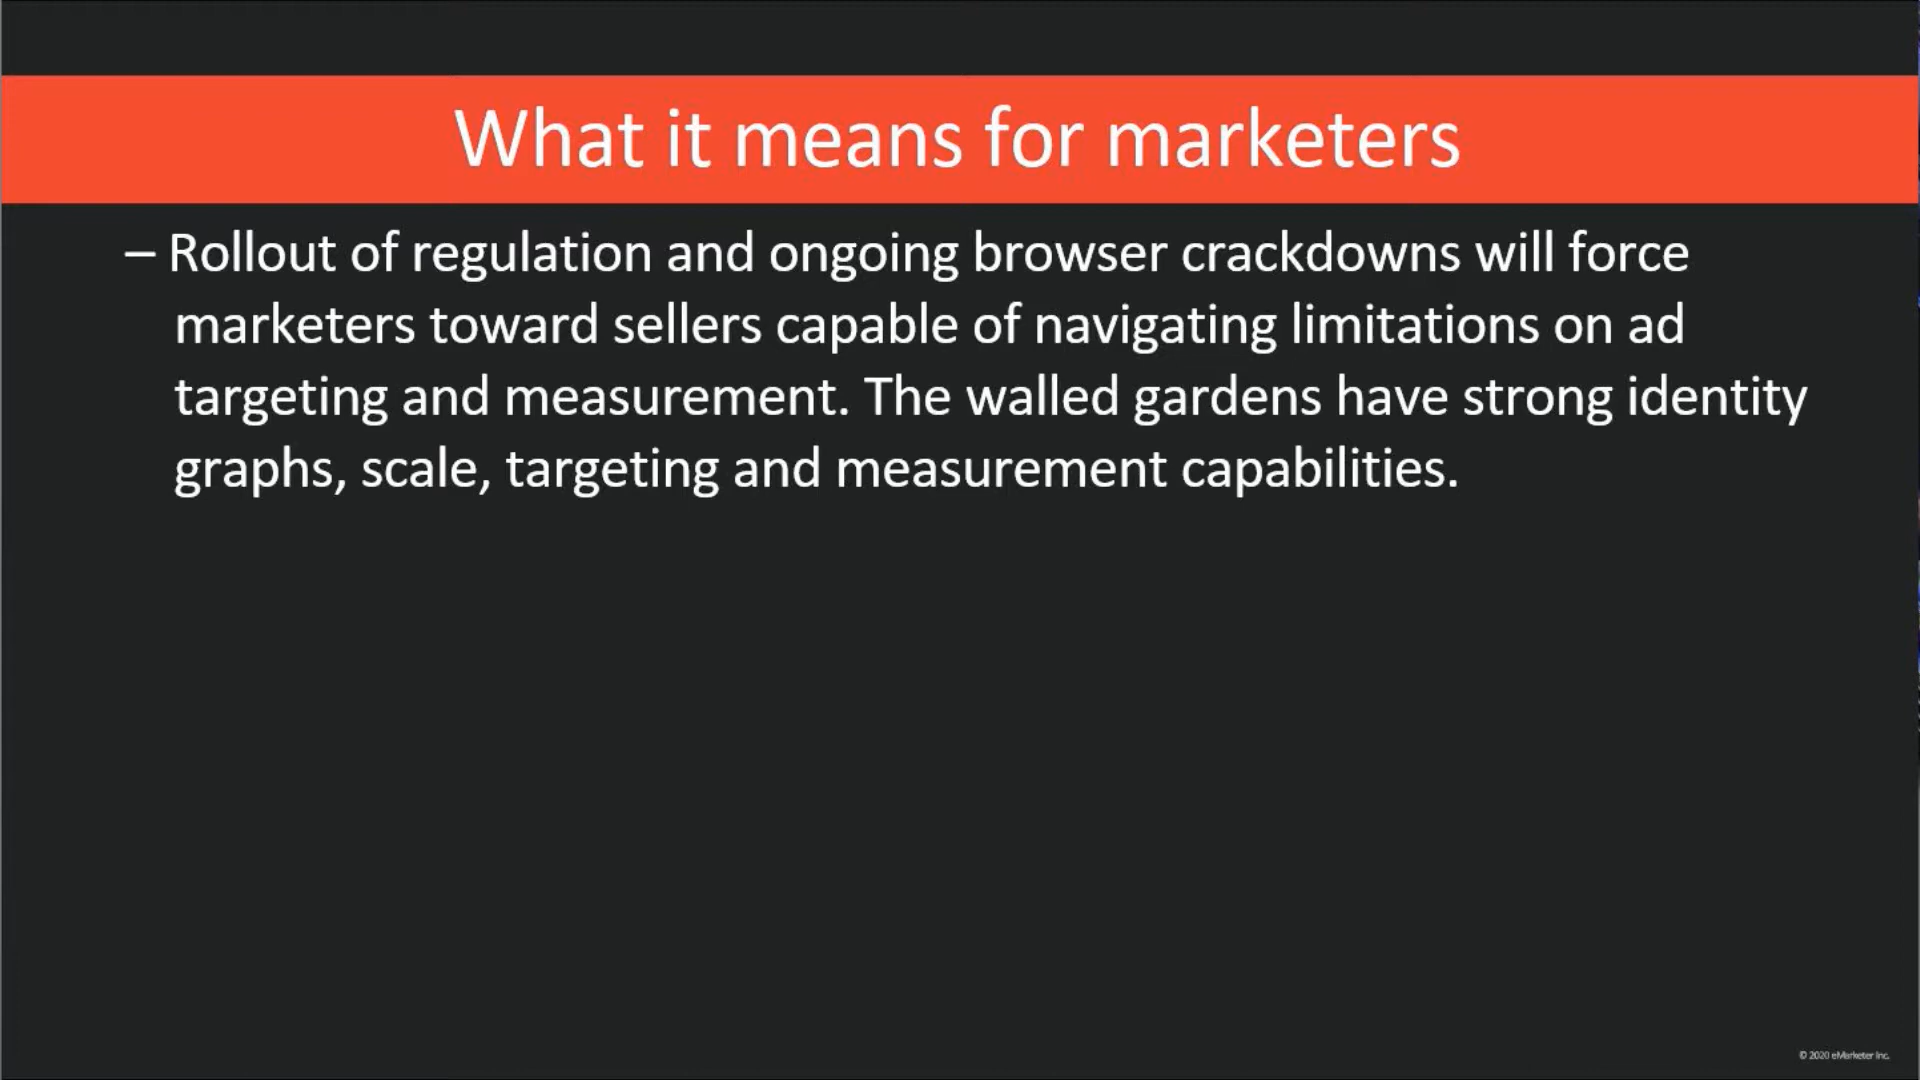 What it means for marketers
– Rollout of regulation and ongoing browser crackdowns will force
marketers toward sellers capable of navigating limitations on ad
targeting and measurement. The walled gardens have strong identity
graphs, scale, targeting and measurement capabilities.
© 2020 eMarketer Inc.